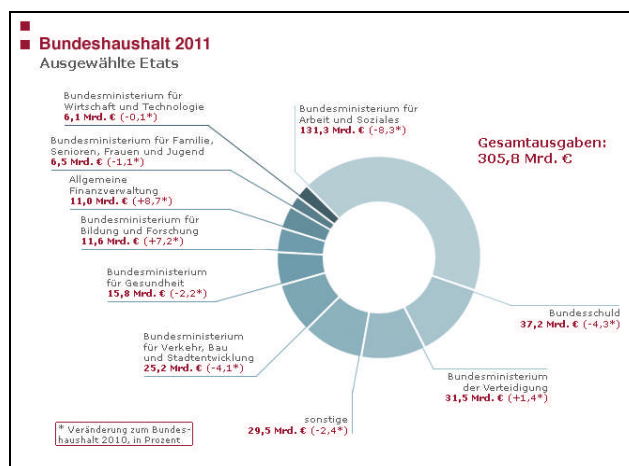 Bundeshaushalt 2011
Ausgewählte Etats
Bundesministerium für
Wirtschaft und Technologie
6,1 Mrd. € (-0,1*)
Bundesministerium für Familie,
Senioren, Frauen und Jugend
6,5 Mrd. € (-1,1*)
Allgemeine
Finanzverwaltung
11,0 Mrd. € (+8,7*)
Bundesministerium für
Bildung und Forschung
11,6 Mrd. € (+7,2*)
Bundesministerium
für Gesundheit
15,8 Mrd. € (-2,2*)
Bundesministerium
für Verkehr, Bau
und Stadtentwicklung
25,2 Mrd. € (-4,1*)
sonstige
29,5 Mrd. € (-2,4*)
Bundesministerium für
Arbeit und Soziales
131,3 Mrd. € (-8,3*)
Gesamtausgaben:
305,8 Mrd. €
Bundesschuld
37,2 Mrd. € (-4,3*)
Bundesministerium
der Verteidigung
31,5 Mrd. € (+1,4*)
* Veränderung zum Bundes-
haushalt 2010, in Prozent